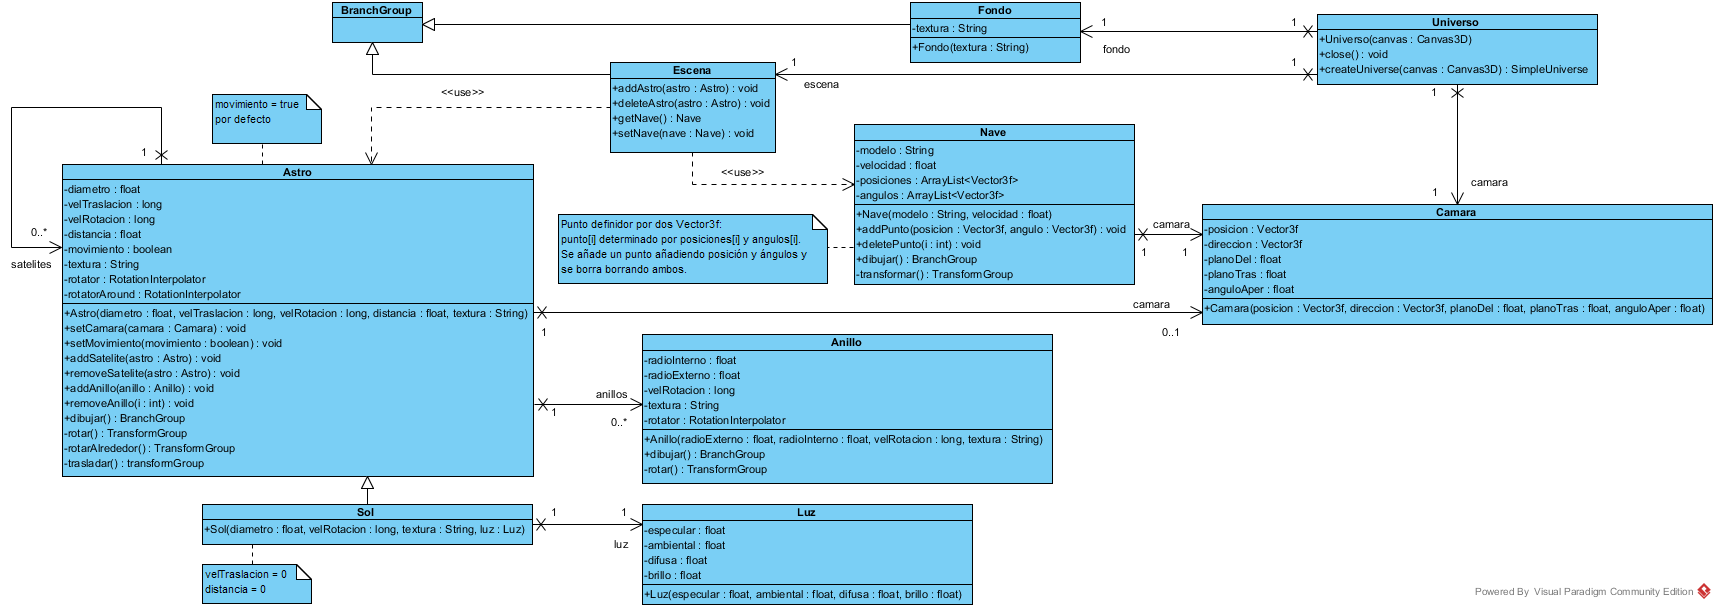 BranchGroup
Fondo
-textura : String
+Fondo(textura : String)
1
fondo
1
Universo
+Universo(canvas : Canvas3D)
+close() : void
+createUniverse(canvas : Canvas3D) : SimpleUniverse
1
escena
1
1
camara
1
Escena
+addAstro(astro : Astro) : void
+deleteAstro(astro : Astro) : void
+getNave() : Nave
+setNave(nave : Nave) : void
<<use>>
<<use>>
movimiento = true
por defecto
1
0..*
satelites
Astro
-diametro : float
-velTraslacion : long
-velRotacion : long
-distancia : float
-movimiento : boolean
-textura : String
-rotator : RotationInterpolator
-rotatorAround : RotationInterpolator
+Astro(diametro : float, velTraslacion : long, velRotacion : long, distancia : float, textura : String)
+setCamara(camara : Camara) : void
+setMovimiento(movimiento : boolean) : void
+addSatelite(astro : Astro) : void
+removeSatelite(astro : Astro) : void
+addAnillo(anillo : Anillo) : void
+removeAnillo(i : int) : void
+dibujar() : BranchGroup
-rotar() : TransformGroup
-rotarAlrededor() : TransformGroup
-trasladar() : transformGroup
Nave
-modelo : String
-velocidad : float
-posiciones : ArrayList<Vector3f>
-angulos : ArrayList<Vector3f>
+Nave(modelo : String, velocidad : float)
+addPunto(posicion : Vector3f, angulo : Vector3f) : void
+deletePunto(i : int) : void
+dibujar() : BranchGroup
-transformar() : TransformGroup
Punto definidor por dos Vector3f:
punto[i] determinado por posiciones[i] y angulos[i].
Se añade un punto añadiendo posición y ángulos y
se borra borrando ambos.
camara
1
1
Camara
-posicion : Vector3f
-direccion : Vector3f
-planoDel : float
-planoTras : float
-anguloAper : float
+Camara(posicion : Vector3f, direccion : Vector3f, planoDel : float, planoTras : float, anguloAper : float)
camara
1
0..1
Anillo
-radioInterno : float
-radioExterno : float
-velRotacion : long
-textura : String
-rotator : RotationInterpolator
+Anillo(radioExterno : float, radioInterno : float, velRotacion : long, textura : String)
+dibujar() : BranchGroup
-rotar() : TransformGroup
anillos
1
0..*
Sol
+Sol(diametro : float, velRotacion : long, textura : String, luz : Luz)
1
1
luz
velTraslacion = 0
distancia = 0
Luz
-especular : float
-ambiental : float
-difusa : float
-brillo : float
+Luz(especular : float, ambiental : float, difusa : float, brillo : float)
Powered By Visual Paradigm Community Edition